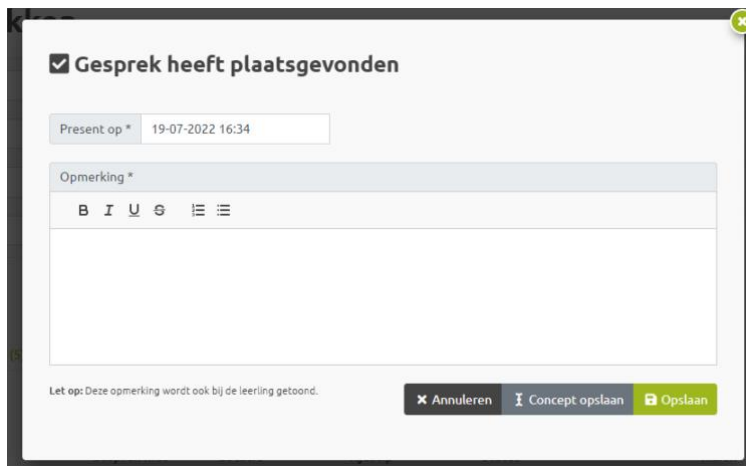 Gesprek heeft plaatsgevonden
Present op * 19-07-2022 16:34
Opmerking *
B I U S
Let op: Deze opmerking wordt ook bij de leerling getoond.
Annuleren Concept opslaan Opslaan